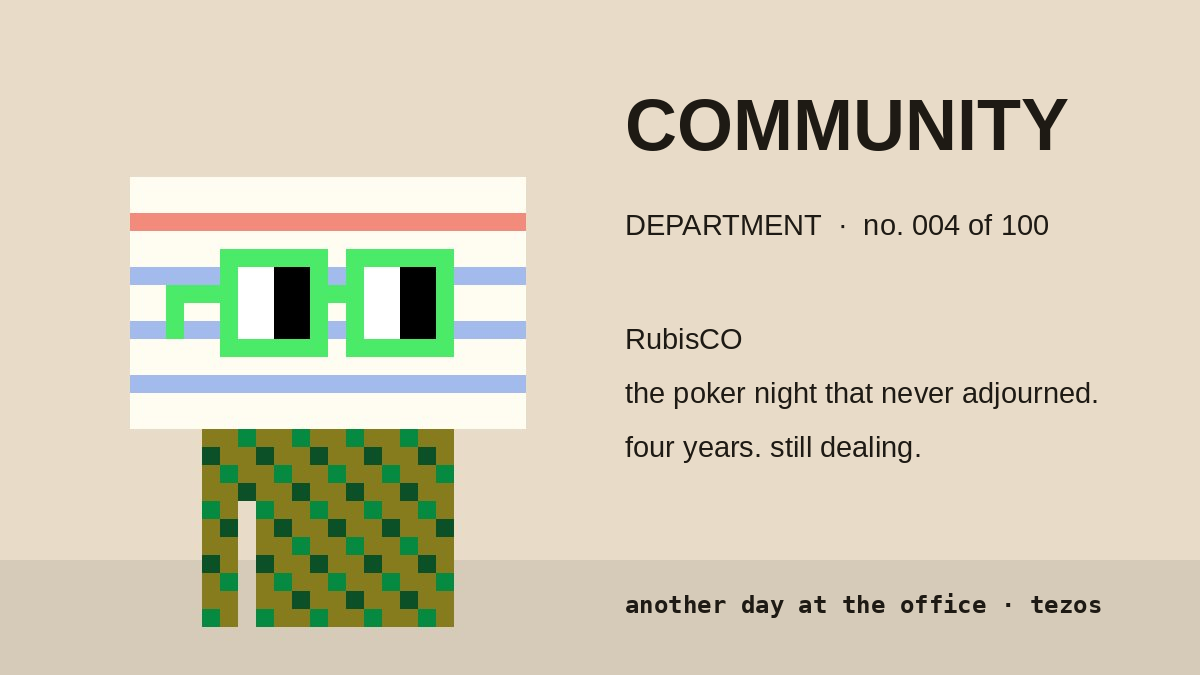 COMMUNITY
DEPARTMENT · no. 004 of 100
RubisCO
the poker night that never adjourned.
four years. still dealing.
another day at the office · tezos